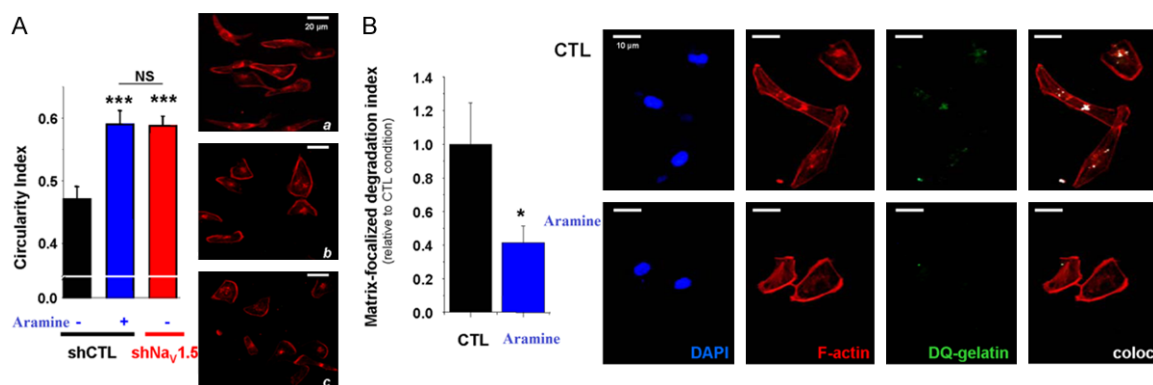 A
Circularity Index
0.6
0.5
0.4
0.0
NS
***
***
Aramine - + -
shCTL shNaV1.5
20 µm
a
b
c
B
Matrix-focalized degradation index
(relative to CTL condition)
1.4
1.2
1.0
0.8
0.6
0.4
0.2
0.0
*
CTL Aramine
CTL
10 µm
Aramine
DAPI
F-actin
DQ-gelatin
coloc